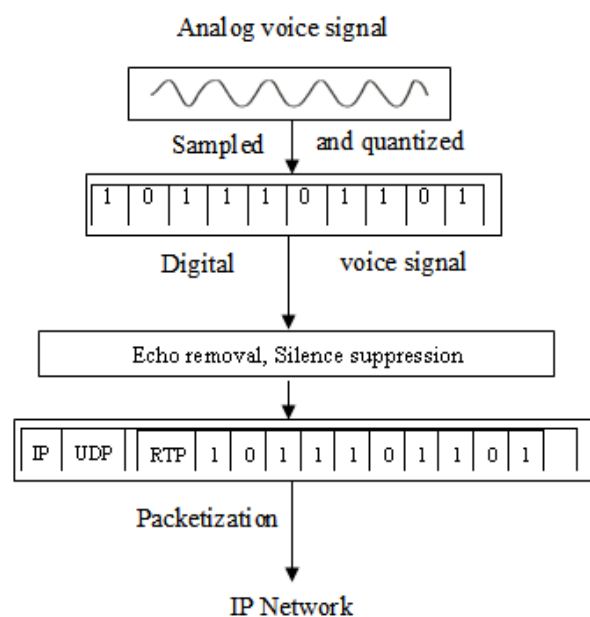 Analog voice signal
Sampled and quantized
1 0 1 1 1 0 1 1 0 1
Digital voice signal
Echo removal, Silence suppression
IP UDP RTP 1 0 1 1 1 0 1 1 0 1
Packetization
IP Network